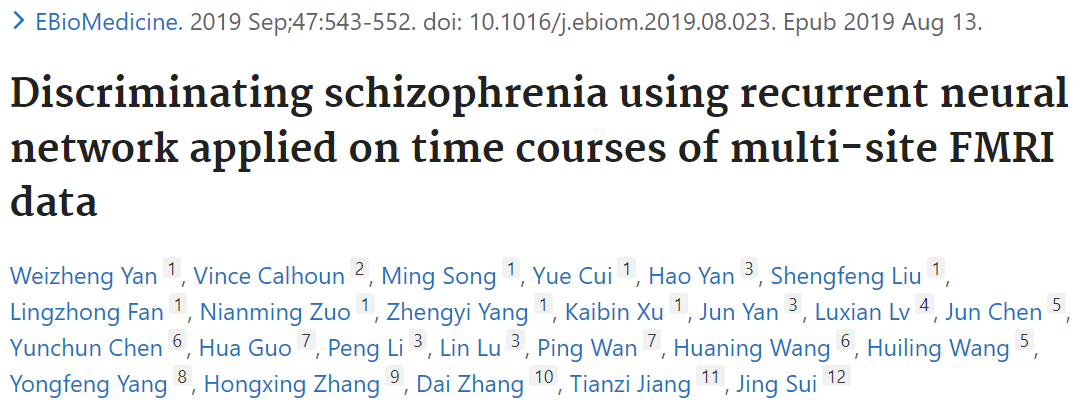 > EBioMedicine. 2019 Sep;47:543-552. doi: 10.1016/j.ebiom.2019.08.023. Epub 2019 Aug 13.
Discriminating schizophrenia using recurrent neural
network applied on time courses of multi-site FMRI
data
Weizheng Yan 1, Vince Calhoun 2, Ming Song 1, Yue Cui 1, Hao Yan 3, Shengfeng Liu 1,
Lingzhong Fan 1, Nianming Zuo 1, Zhengyi Yang 1, Kaibin Xu 1, Jun Yan 3, Luxian Lv 4, Jun Chen 5,
Yunchun Chen 6, Hua Guo 7, Peng Li 3, Lin Lu 3, Ping Wan 7, Huaning Wang 6, Huiling Wang 5,
Yongfeng Yang 8, Hongxing Zhang 9, Dai Zhang 10, Tianzi Jiang 11, Jing Sui 12